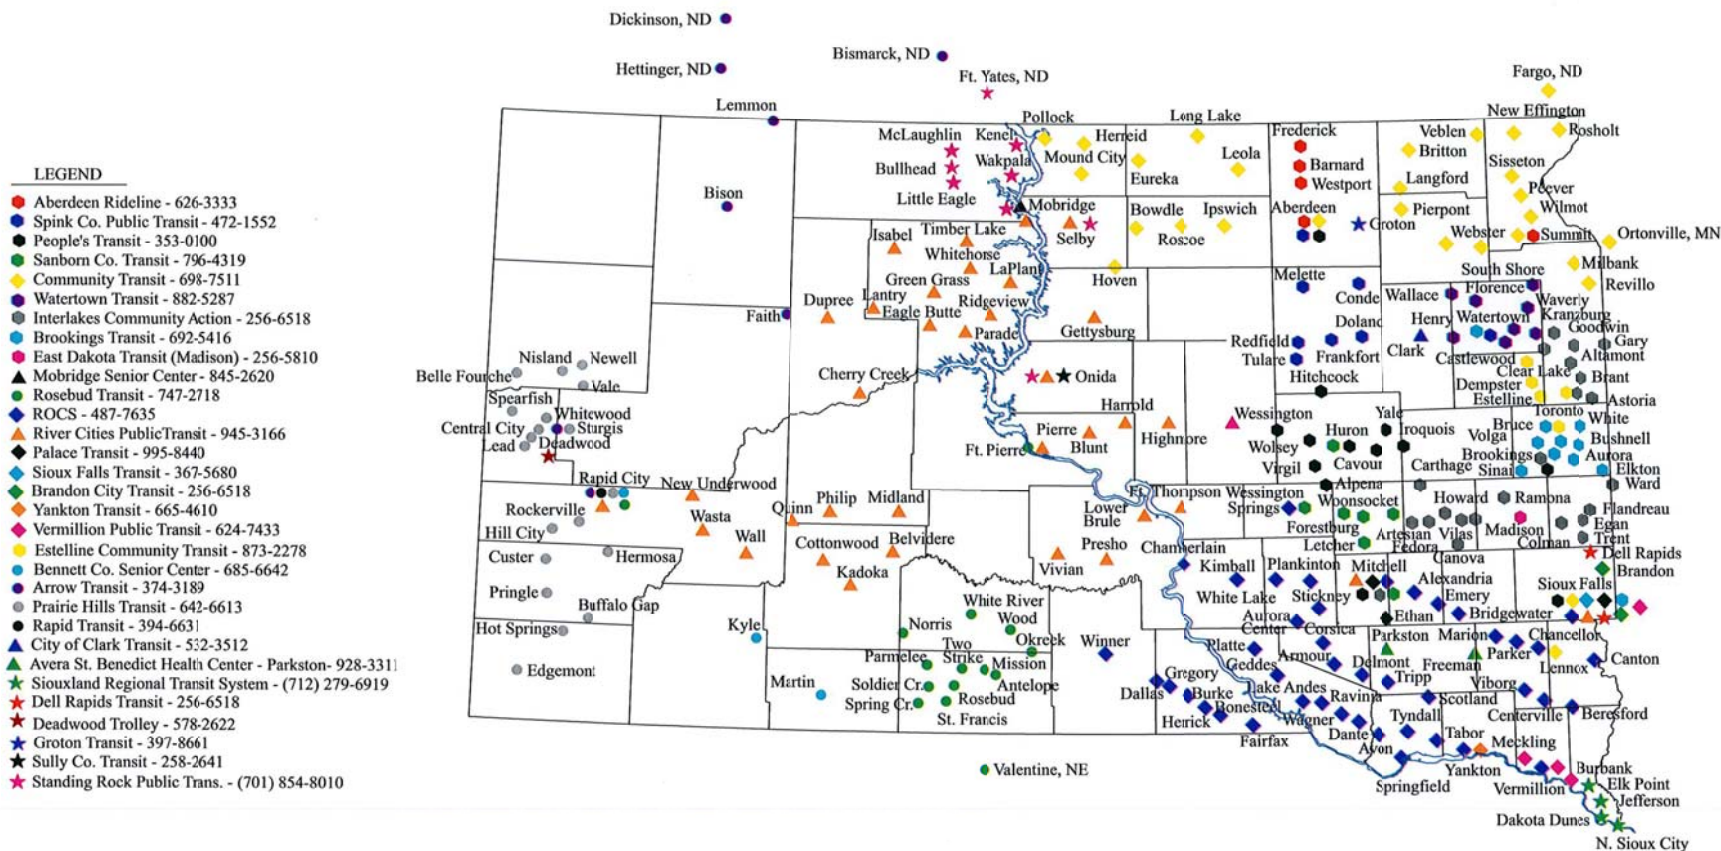 Dickinson, ND
Bismarck, ND
Hettinger, ND
Ft. Yates, ND
Fargo, ND
Lemmon
New Effington
Pollock
Long Lake
McLaughlin
Kenel
Herreid
Frederick
Veblen
Rosholt
Bullhead
Wakpala
Mound City
Leola
Barnard
Britton
Sisseton
Little Eagle
Eureka
Westport
Langford
Peever
Bison
Mobridge
Bowdle
Ipswich
Aberdeen
Pierpont
Wilmot
Isabel
Timber Lake
Selby
Roscoe
Groton
Webster
Summit
Ortonville, MN
Whitehorse
Green Grass
LaPlant
Hoven
Melette
South Shore
Milbank
Dupree
Lantry
Ridgeview
Conde
Wallace
Florence
Revillo
Faith
Eagle Butte
Gettysburg
Doland
Henry
Watertown
Waverly
Kranzburg
Parade
Redfield
Frankfort
Clark
Castlewood
Goodwin
Gary
Tulare
Altamont
Nisland
Newell
Clear Lake
Belle Fourche
Vale
Cherry Creek
Onida
Hitchcock
Dempster
Brant
Estelline
Astoria
Spearfish
Whitewood
Harrold
Wessington
Yale
Toronto
White
Central City
Sturgis
Pierre
Highmore
Wolsey
Huron
Iroquois
Bruce
Volga
Bushnell
Lead
Deadwood
Ft. Pierre
Blunt
Virgil
Cavour
Carthage
Brookings
Aurora
Sinai
Elkton
Rapid City
New Underwood
Alpena
Ward
Rockerville
Quinn
Philip
Midland
Lower
Brule
Ft. Thompson
Wessington
Springs
Woonsocket
Howard
Ramona
Flandreau
Hill City
Wasta
Forestburg
Artesian
Vilas
Madison
Egan
Wall
Cottonwood
Belvidere
Vivian
Presho
Chamberlain
Letcher
Fedora
Canova
Colman
Trent
Custer
Hermosa
Kadoka
Kimball
Plankinton
Mitchell
Dell Rapids
Brandon
Pringle
Buffalo Gap
White Lake
Stickney
Alexandria
Emery
Sioux Falls
White River
Wood
Aurora
Center
Ethan
Bridgewater
Hot Springs
Kyle
Norris
Okreek
Winner
Platte
Corsica
Parkston
Marion
Chancellor
Parmelee
Two
Strike
Mission
Geddes
Armour
Delmont
Freeman
Parker
Lennox
Canton
Edgemont
Martin
Soldier Cr.
Antelope
Gregory
Dallas
Burke
Lake Andes
Ravinia
Tripp
Viborg
Spring Cr.
Rosebud
Bonesteel
Scotland
Centerville
Beresford
St. Francis
Herrick
Wagner
Tyndall
Fairfax
Dante
Avon
Tabor
Meckling
Valentine, NE
Springfield
Yankton
Vermillion
Burbank
Elk Point
Jefferson
Dakota Dunes
N. Sioux City
LEGEND
Aberdeen Rideline - 626-3333
Spink Co. Public Transit - 472-1552
People's Transit - 353-0100
Sanborn Co. Transit - 796-4319
Community Transit - 698-7511
Watertown Transit - 882-5287
Interlakes Community Action - 256-6518
Brookings Transit - 692-5416
East Dakota Transit (Madison) - 256-5810
Mobridge Senior Center - 845-2620
Rosebud Transit - 747-2718
ROCS - 487-7635
River Cities PublicTransit - 945-3166
Palace Transit - 995-8440
Sioux Falls Transit - 367-5680
Brandon City Transit - 256-6518
Yankton Transit - 665-4610
Vermillion Public Transit - 624-7433
Estelline Community Transit - 873-2278
Bennett Co. Senior Center - 685-6642
Arrow Transit - 374-3189
Prairie Hills Transit - 642-6613
Rapid Transit - 394-6631
City of Clark Transit - 532-3512
Avera St. Benedict Health Center - Parkston- 928-3311
Siouxland Regional Transit System - (712) 279-6919
Dell Rapids Transit - 256-6518
Deadwood Trolley - 578-2622
Groton Transit - 397-8661
Sully Co. Transit - 258-2641
Standing Rock Public Trans. - (701) 854-8010